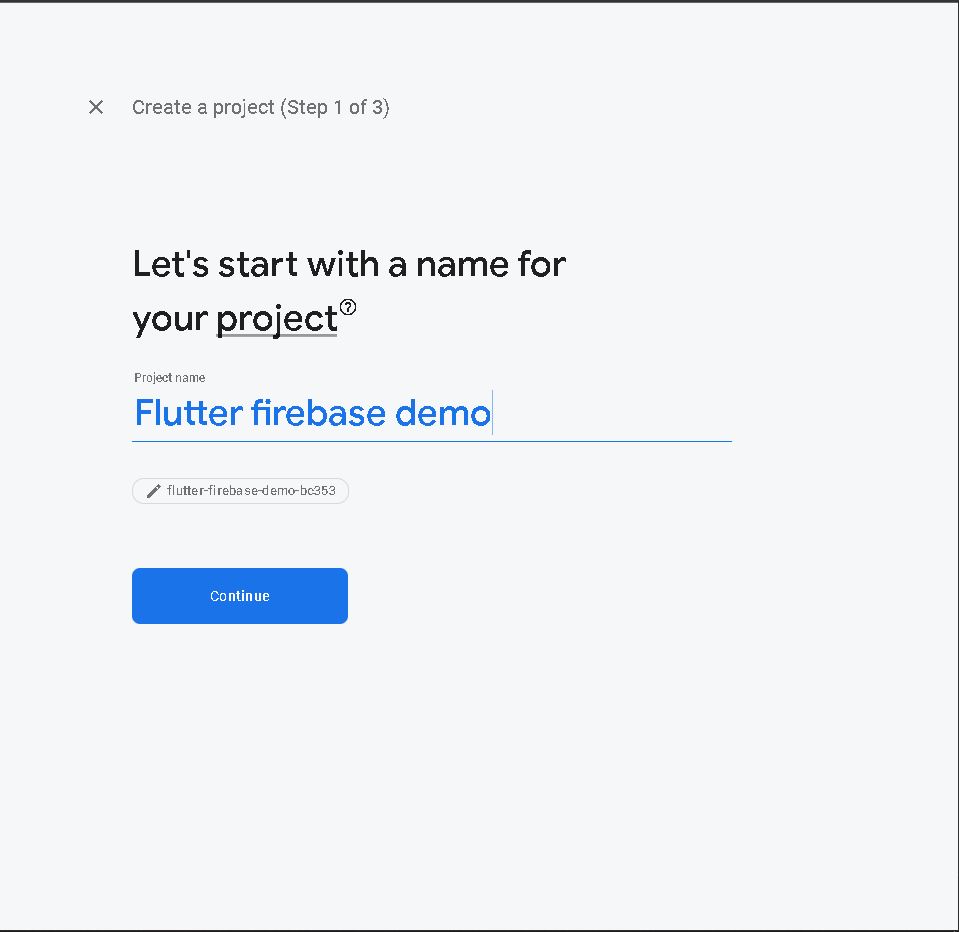 Create a project (Step 1 of 3)
Let's start with a name for
your project
Project name
Flutter firebase demo
flutter-firebase-demo-bc353
Continue